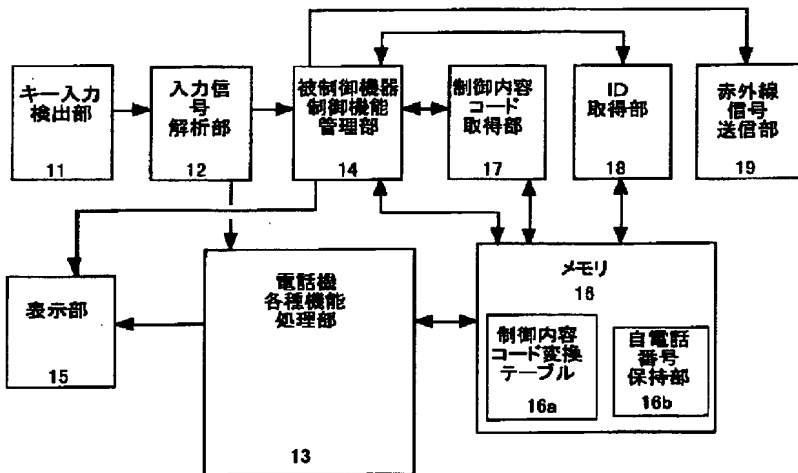 キー入力
検出部
11
入力信
号
解析部
12
被制御機器
制御機能
管理部
14
制御内容
コード
取得部
17
ID
取得部
18
赤外線
信号
送信部
19
表示部
15
電話機
各種機能
処理部
13
メモリ
16
制御内容
コード変換
テーブル
16a
自電話
番号
保持部
16b